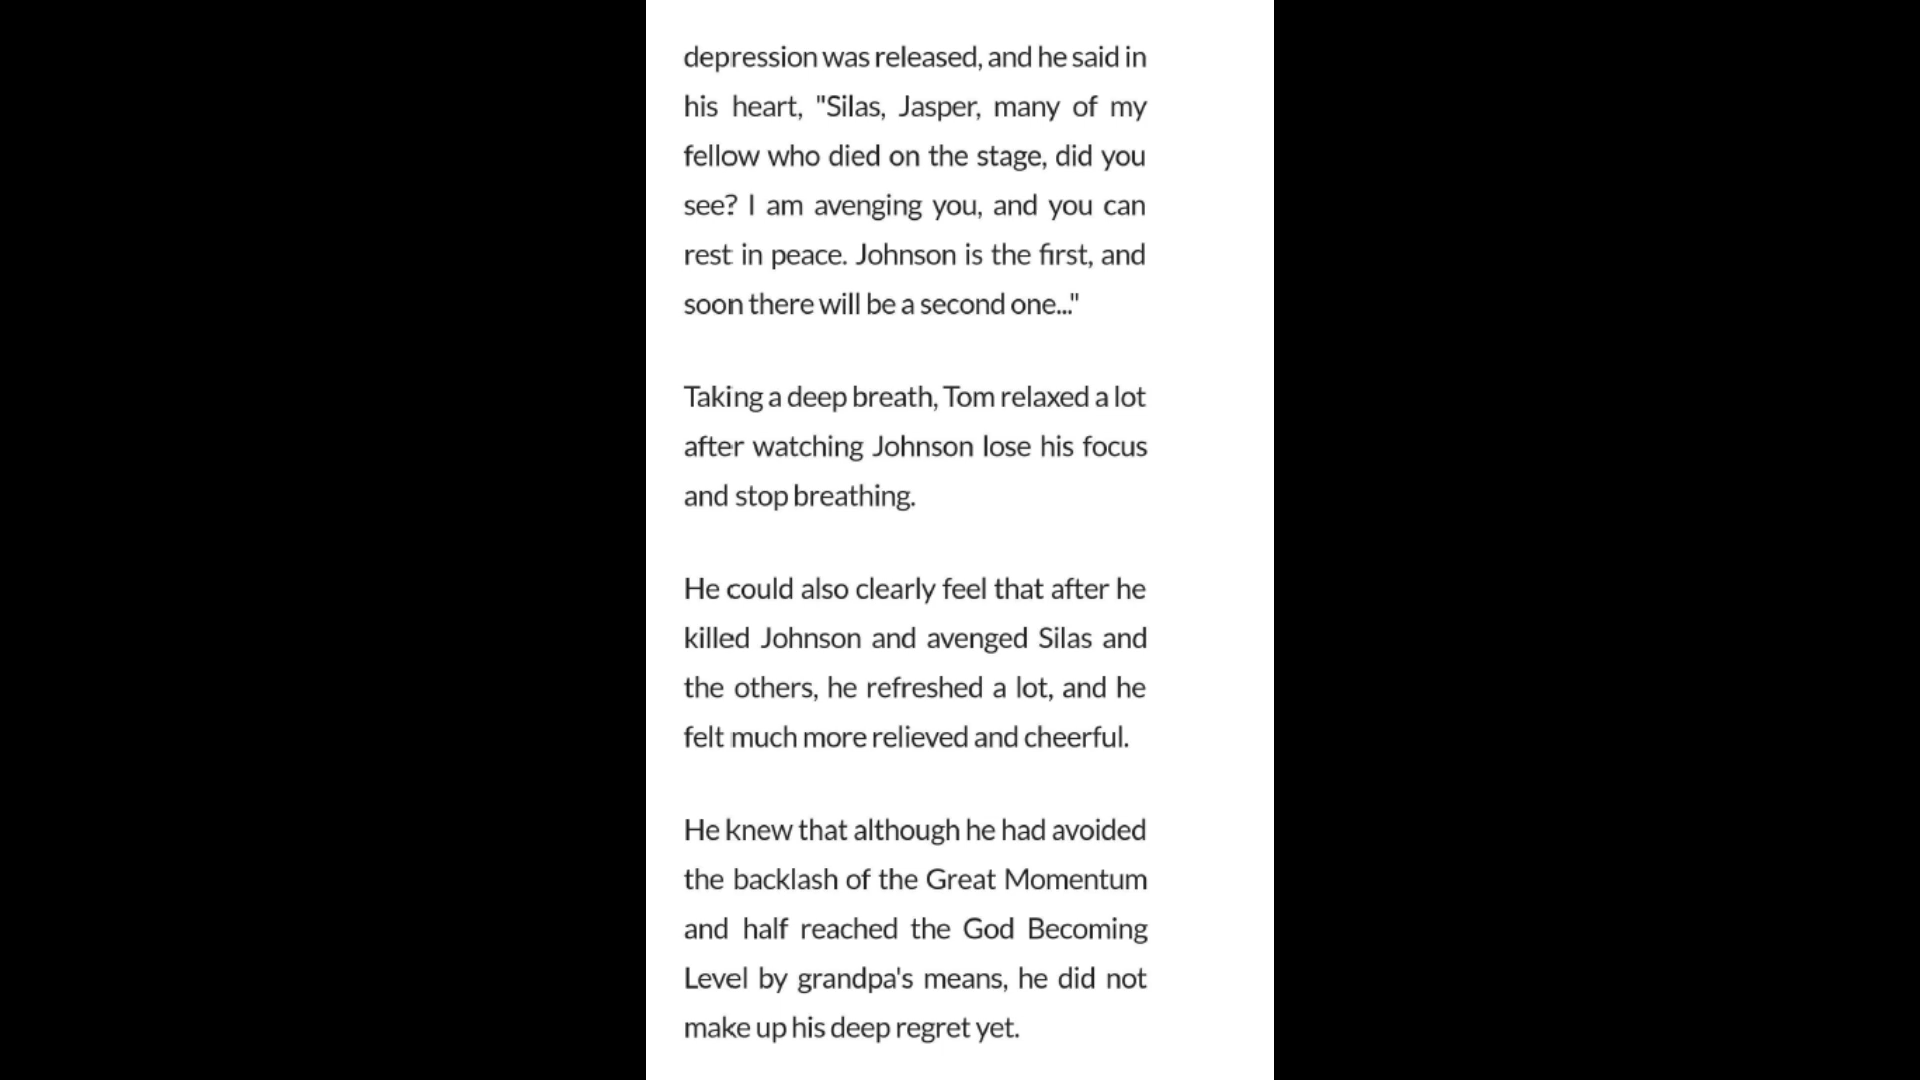 depression was released, and he said in
his heart, "Silas, Jasper, many of my
fellow who died on the stage, did you
see? I am avenging you, and you can
rest in peace. Johnson is the first, and
soon there will be a second one..."
Taking a deep breath, Tom relaxed a lot
after watching Johnson lose his focus
and stop breathing.
He could also clearly feel that after he
killed Johnson and avenged Silas and
the others, he refreshed a lot, and he
felt much more relieved and cheerful.
He knew that although he had avoided
the backlash of the Great Momentum
and half reached the God Becoming
Level by grandpa's means, he did not
make up his deep regret yet.